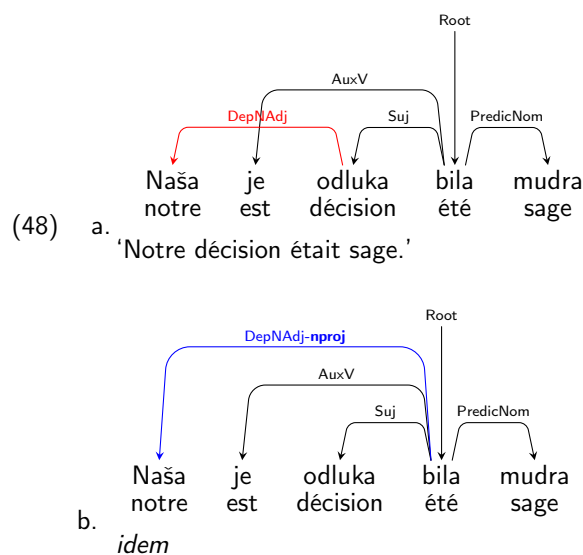 Root
AuxV
DepNAdj Suj PredicNom
Naša je odluka bila mudra
notre est décision été sage
(48) a.
‘Notre décision était sage.’
Root
DepNAdj-nproj
AuxV
Suj PredicNom
Naša je odluka bila mudra
notre est décision été sage
b.
idem